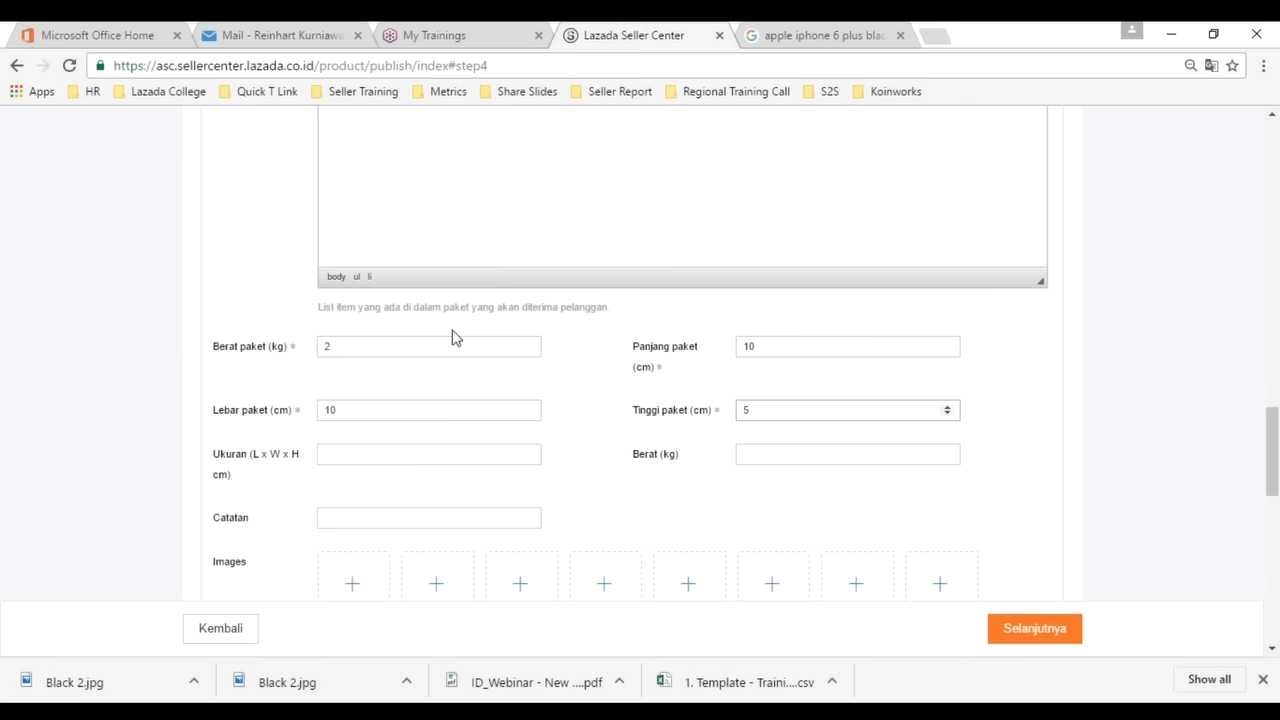 Microsoft Office Home
Mail - Reinhart Kurniawa
My Trainings
Lazada Seller Center
apple iphone 6 plus blac
https://asc.sellercenter.lazada.co.id/product/publish/index#step4
Apps
HR
Lazada College
Quick T Link
Seller Training
Metrics
Share Slides
Seller Report
Regional Training Call
S2S
Koinworks
body ul li
List item yang ada di dalam paket yang akan diterima pelanggan.
Berat paket (kg) *
2
Panjang paket
(cm) *
10
Lebar paket (cm) *
10
Tinggi paket (cm) *
5
Ukuran (L x W x H
cm)
Berat (kg)
Catatan
Images
Kembali
Selanjutnya
Black 2.jpg
Black 2.jpg
ID_Webinar - New ....pdf
1. Template - Traini....csv
Show all